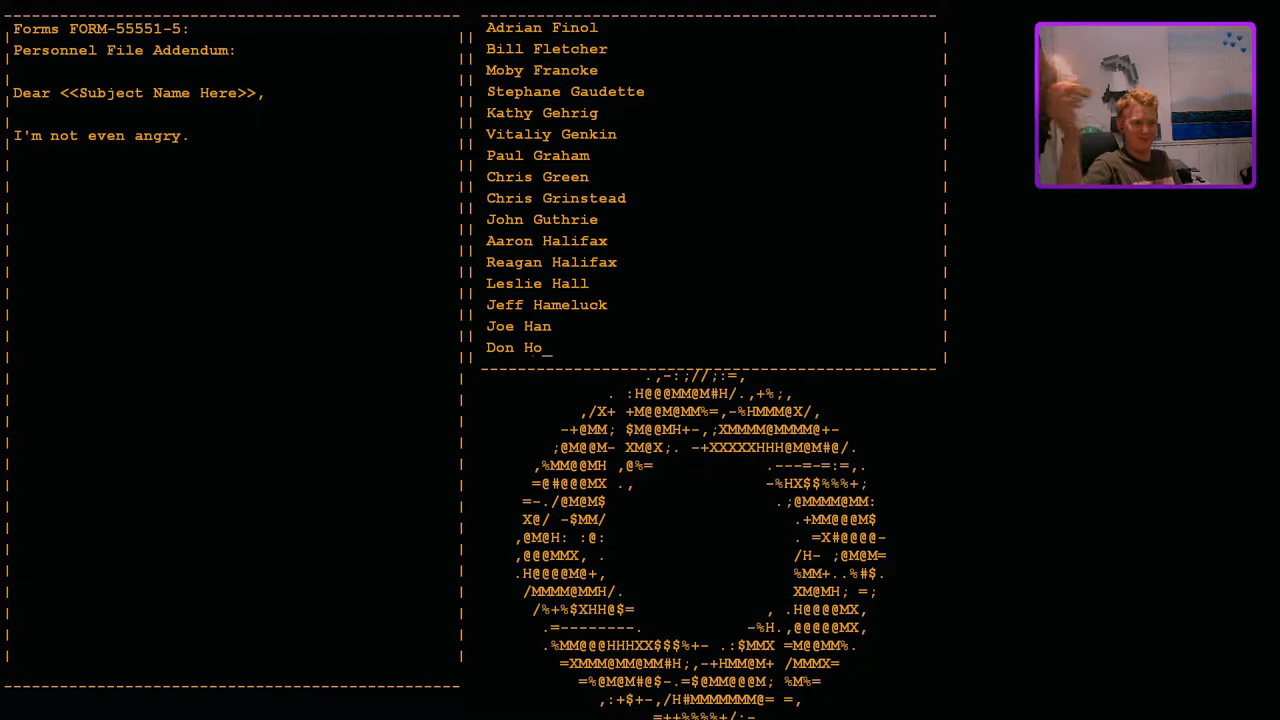 Forms FORM-55551-5:
Personnel File Addendum:
Dear <<Subject Name Here>>,
I'm not even angry.
Adrian Finol
Bill Fletcher
Moby Francke
Stephane Gaudette
Kathy Gehrig
Vitaliy Genkin
Paul Graham
Chris Green
Chris Grinstead
John Guthrie
Aaron Halifax
Reagan Halifax
Leslie Hall
Jeff Hameluck
Joe Han
Don Ho_